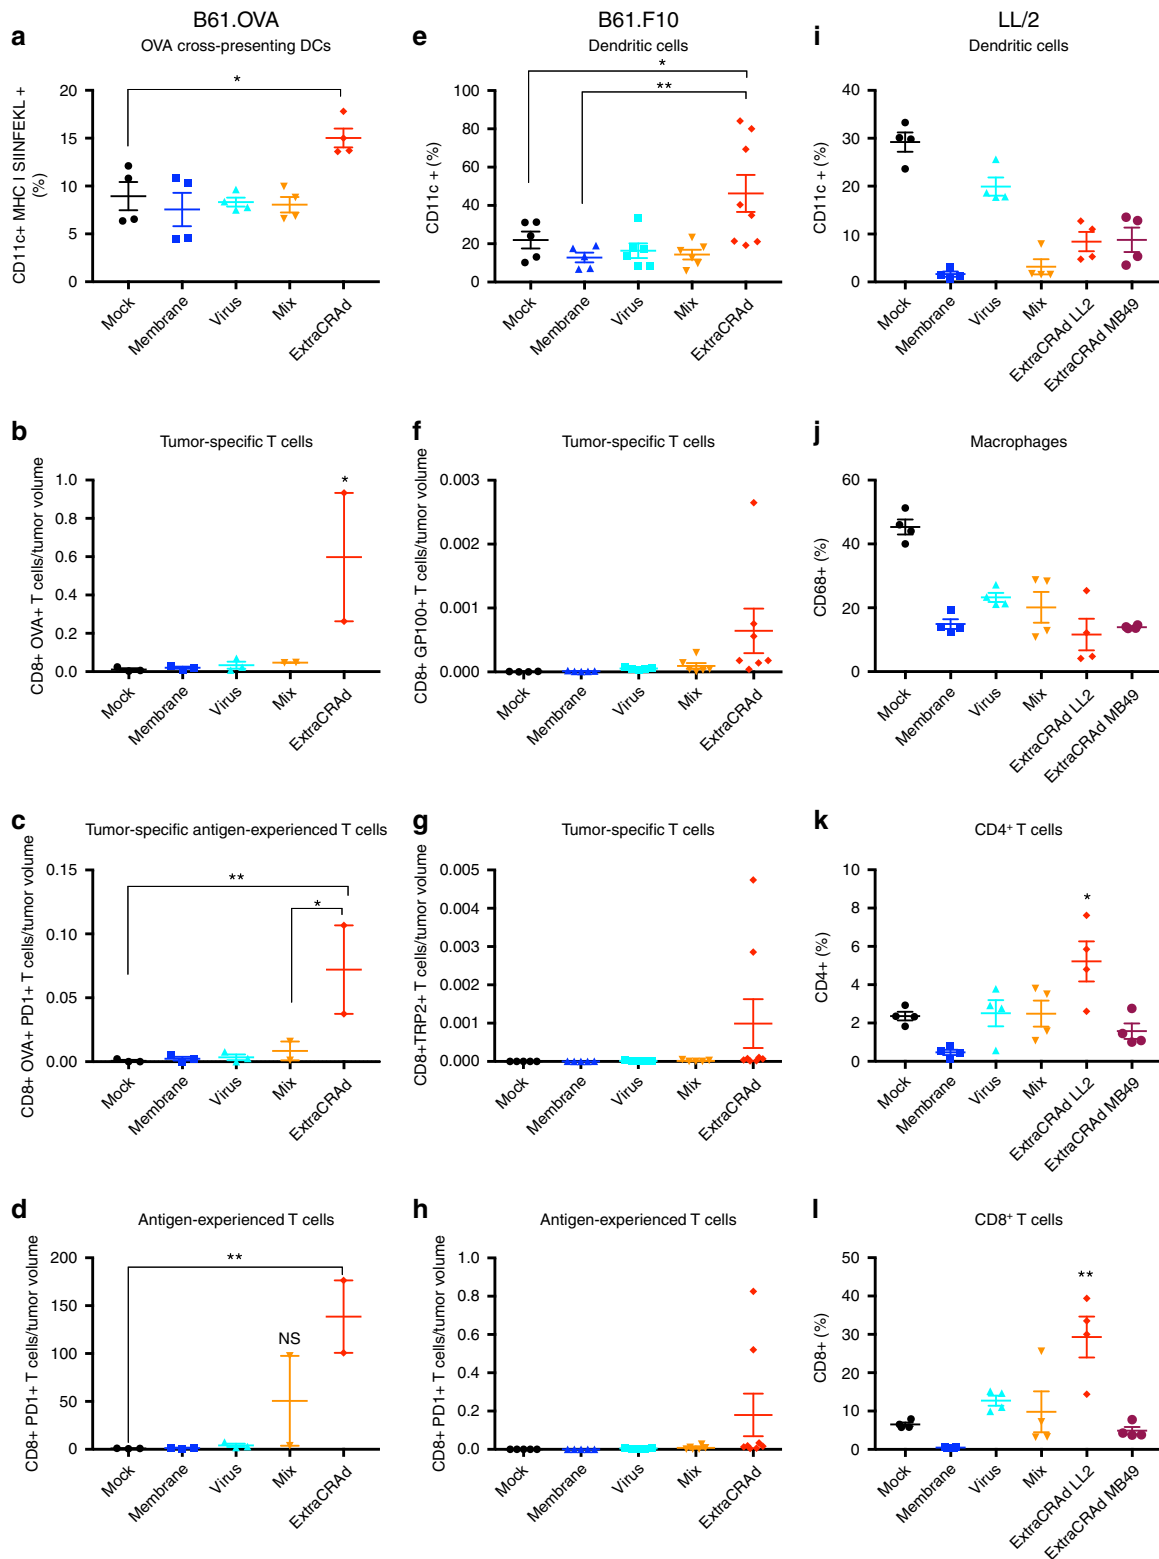 B61.OVA
a
OVA cross-presenting DCs
CD11c+ MHC I SIINFEKL +
(%)
20
15
10
5
0
*
Mock
Membrane
Virus
Mix
ExtraCRAd
b
Tumor-specific T cells
CD8+ OVA+ T cells/tumor volume
1.0
0.8
0.6
0.4
0.2
0.0
*
Mock
Membrane
Virus
Mix
ExtraCRAd
c
Tumor-specific antigen-experienced T cells
CD8+ OVA+ PD1+ T cells/tumor volume
0.15
0.10
0.05
0.00
**
*
Mock
Membrane
Virus
Mix
ExtraCRAd
d
Antigen-experienced T cells
CD8+ PD1+ T cells/tumor volume
200
150
100
50
0
**
NS
Mock
Membrane
Virus
Mix
ExtraCRAd
B61.F10
e
Dendritic cells
CD11c + (%)
100
80
60
40
20
0
*
**
Mock
Membrane
Virus
Mix
ExtraCRAd
f
Tumor-specific T cells
CD8+ GP100+ T cells/tumor volume
0.003
0.002
0.001
0.000
Mock
Membrane
Virus
Mix
ExtraCRAd
g
Tumor-specific T cells
CD8+TRP2+ T cells/tumor volume
0.005
0.004
0.003
0.002
0.001
0.000
Mock
Membrane
Virus
Mix
ExtraCRAd
h
Antigen-experienced T cells
CD8+ PD1+ T cells/tumor volume
1.0
0.8
0.6
0.4
0.2
0.0
Mock
Membrane
Virus
Mix
ExtraCRAd
LL/2
i
Dendritic cells
CD11c + (%)
40
30
20
10
0
Mock
Membrane
Virus
Mix
ExtraCRAd LL2
ExtraCRAd MB49
j
Macrophages
CD68+ (%)
60
40
20
0
Mock
Membrane
Virus
Mix
ExtraCRAd LL2
ExtraCRAd MB49
k
CD4⁺ T cells
CD4+ (%)
10
8
6
4
2
0
*
Mock
Membrane
Virus
Mix
ExtraCRAd LL2
ExtraCRAd MB49
l
CD8⁺ T cells
CD8+ (%)
50
40
30
20
10
0
**
Mock
Membrane
Virus
Mix
ExtraCRAd LL2
ExtraCRAd MB49